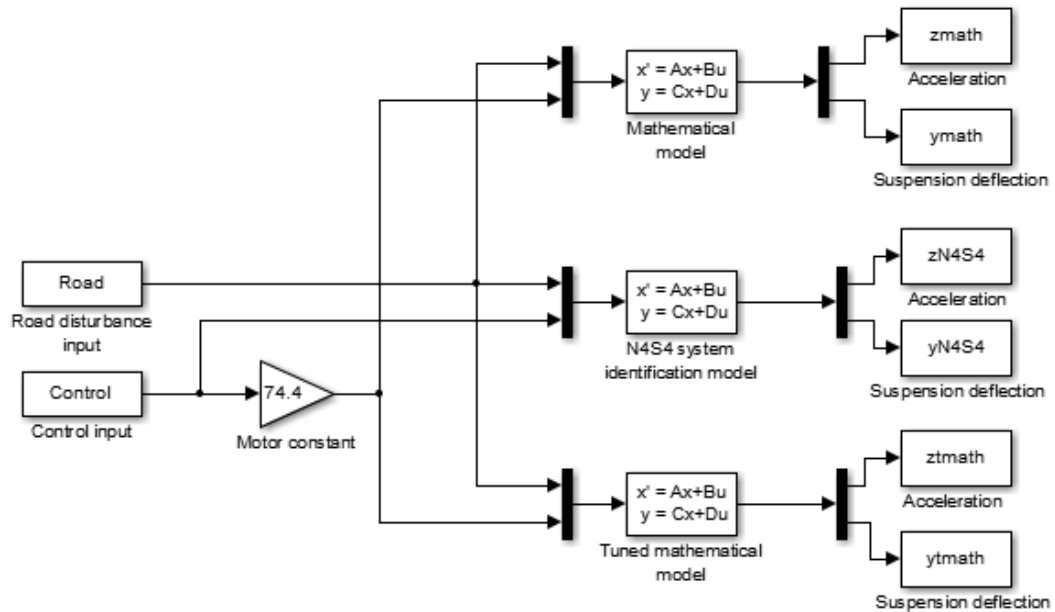 zmath
Acceleration
x' = Ax+Bu
y = Cx+Du
Mathematical
model
ymath
Suspension deflection
Road
Road disturbance
input
x' = Ax+Bu
y = Cx+Du
N4S4 system
identification model
zN4S4
Acceleration
yN4S4
Suspension deflection
Control
Control input
74.4
Motor constant
x' = Ax+Bu
y = Cx+Du
Tuned mathematical
model
ztmath
Acceleration
ytmath
Suspension deflection